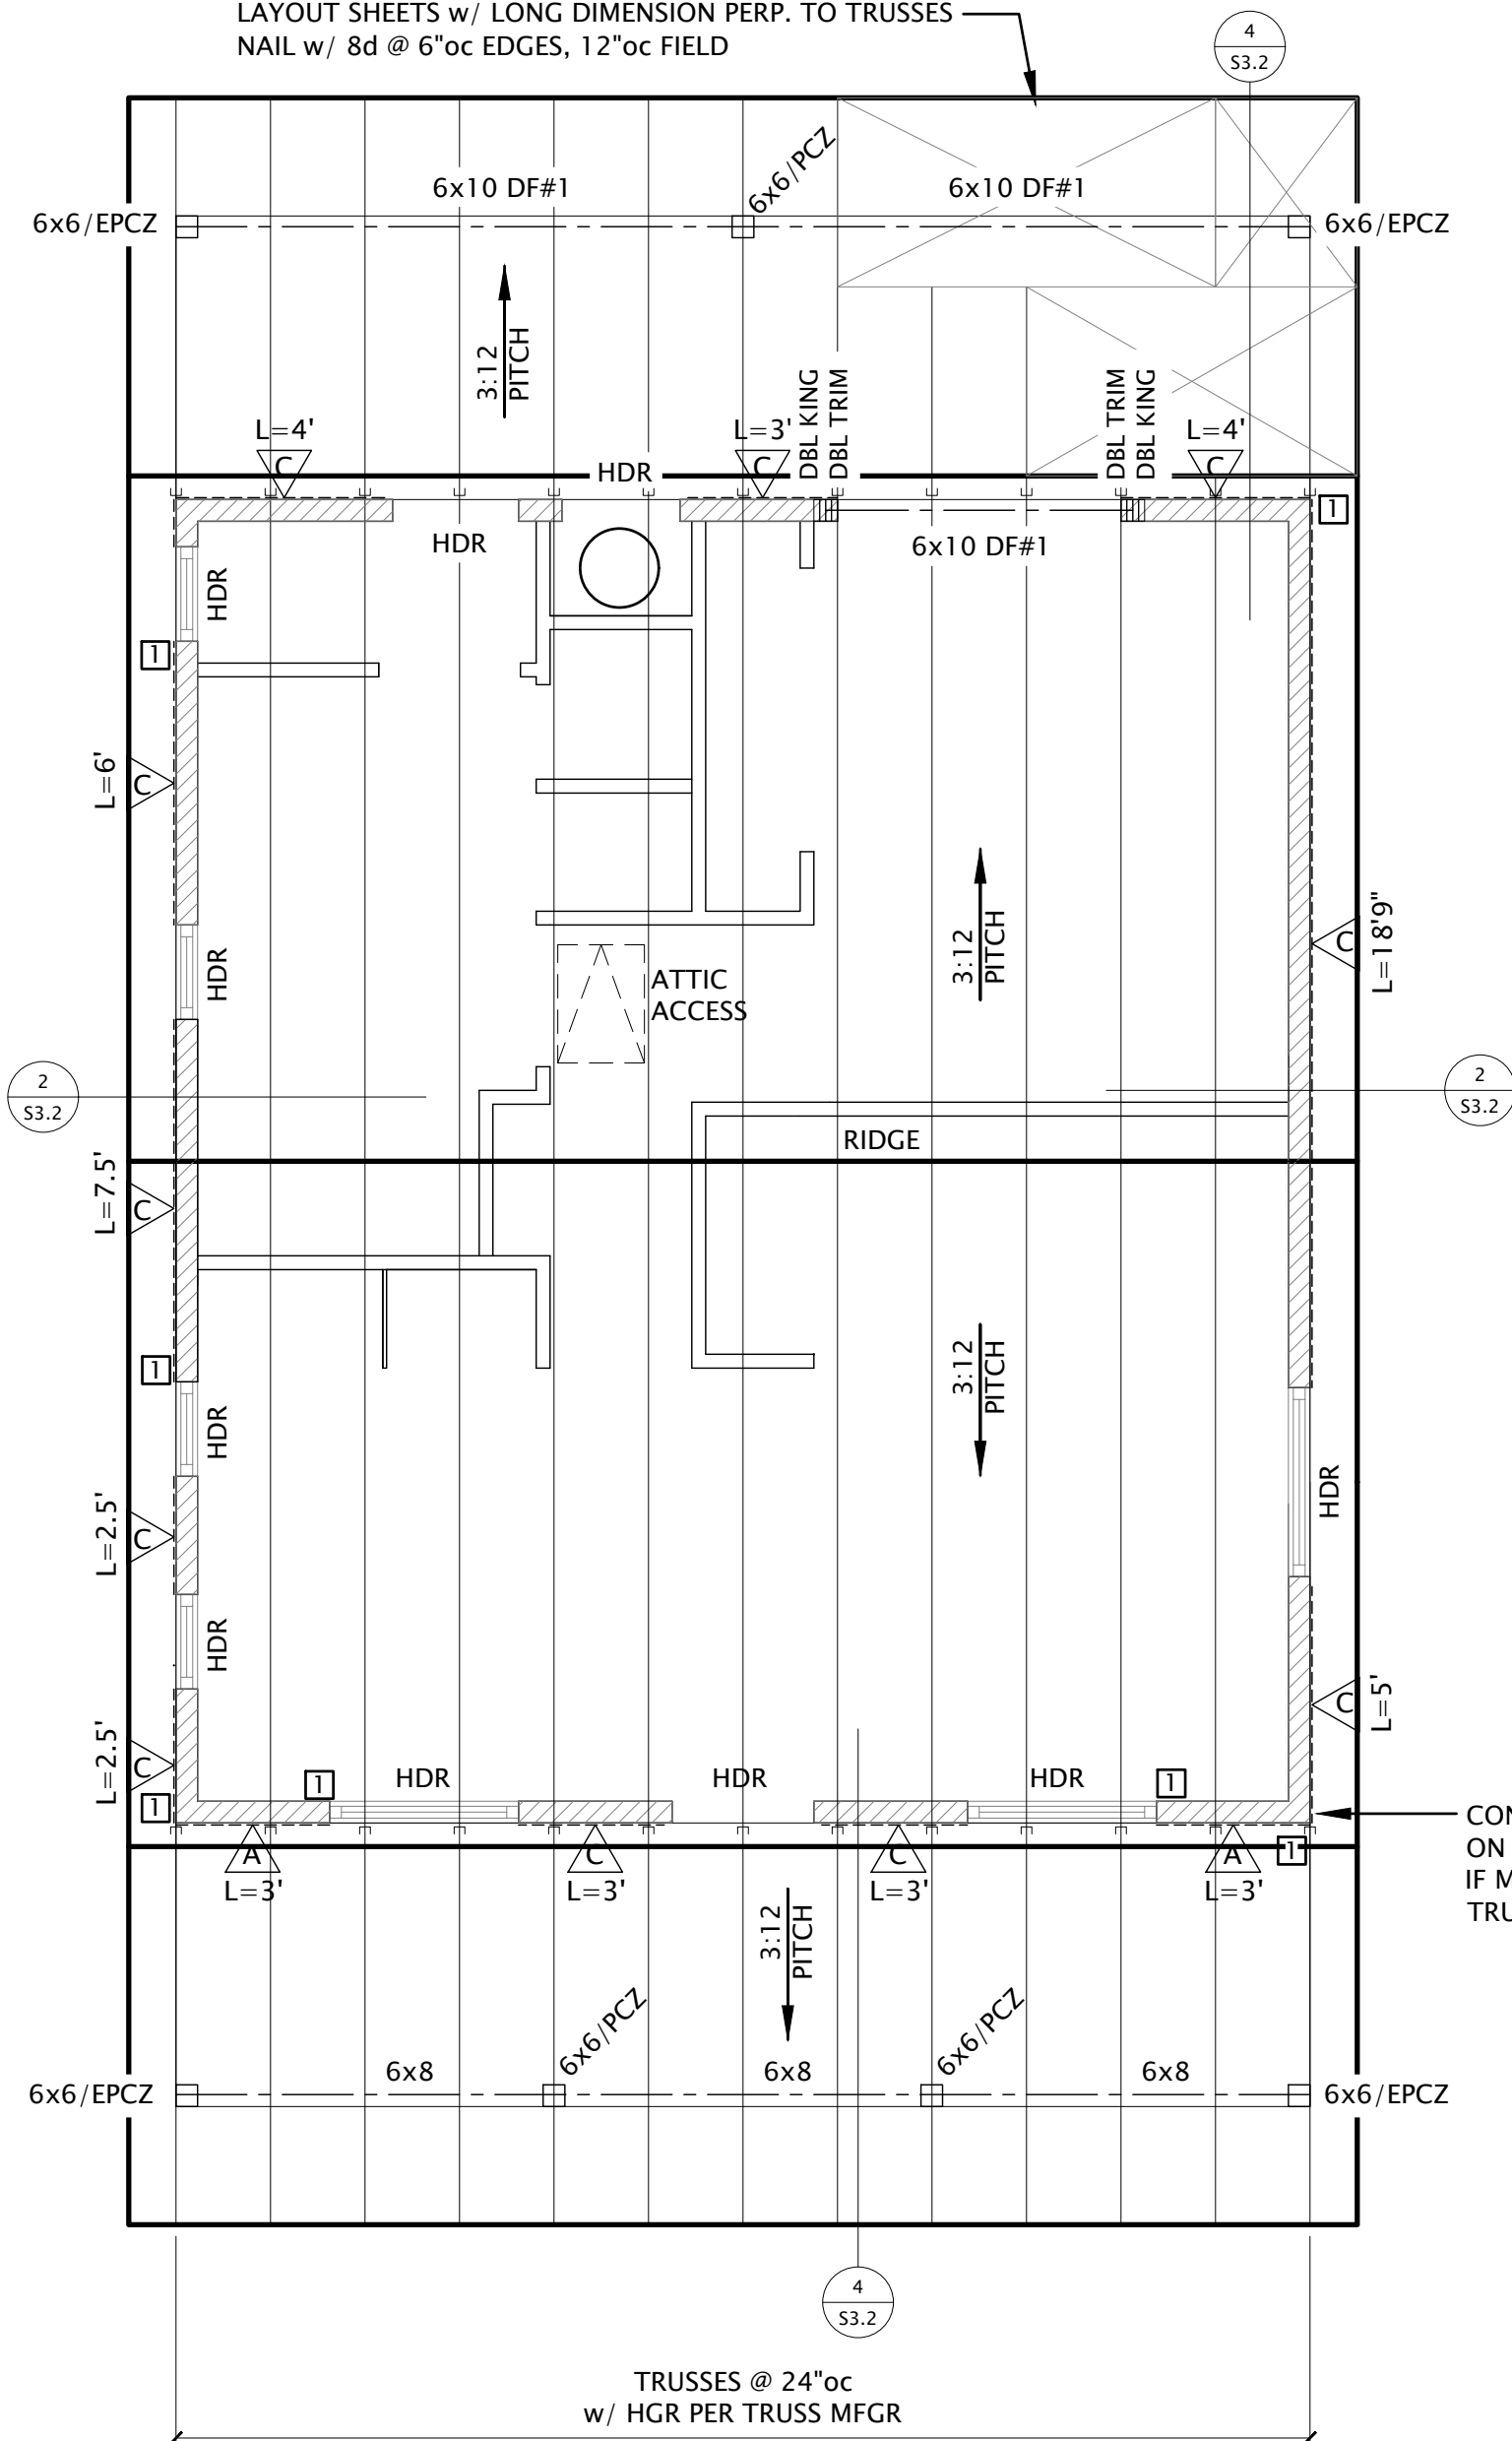 LAYOUT SHEETS w/ LONG DIMENSION PERP. TO TRUSSES
NAIL w/ 8d @ 6"oc EDGES, 12"oc FIELD
4
S3.2
6x10 DF#1
6x6/PCZ
6x10 DF#1
6x6/EPCZ
6x6/EPCZ
3:12
PITCH
L=4'
C
L=3'
C
DBL KING
DBL TRIM
DBL TRIM
DBL KING
L=4'
C
HDR
1
HDR
6x10 DF#1
HDR
1
L=6'
C
HDR
3:12
PITCH
C
L=18'9"
ATTIC
ACCESS
2
S3.2
2
S3.2
RIDGE
L=7.5'
C
1
3:12
PITCH
HDR
HDR
L=2.5'
C
HDR
L=2.5'
C
C
L=5'
1
1
HDR
HDR
HDR
1
A
L=3'
C
L=3'
C
L=3'
A
L=3'
1
3:12
PITCH
6x8
6x6/PCZ
6x8
6x6/PCZ
6x8
6x6/EPCZ
6x6/EPCZ
4
S3.2
TRUSSES @ 24"oc
w/ HGR PER TRUSS MFGR
ON